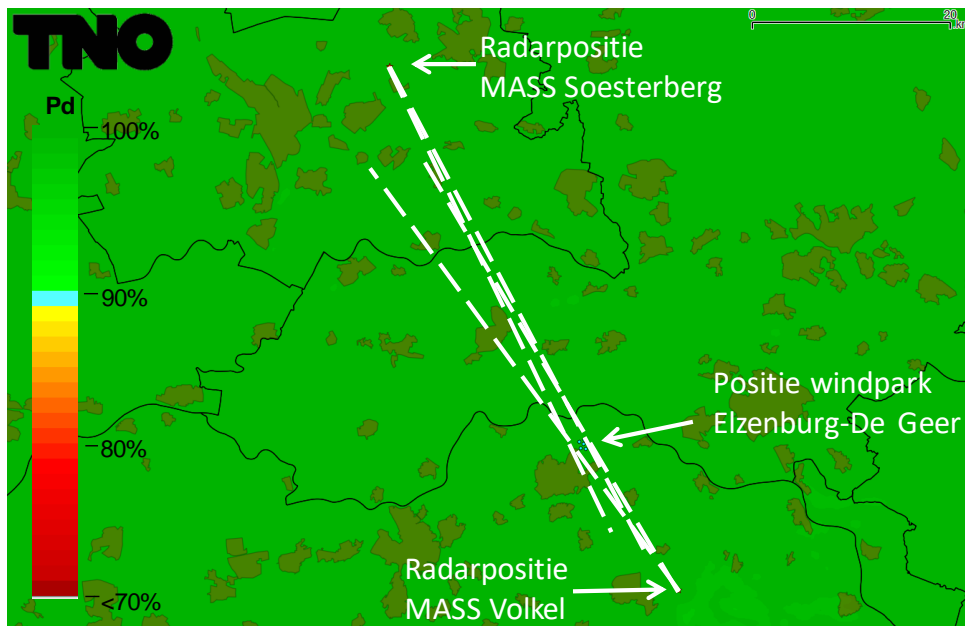 TNO
0
20
km
Radarpositie
MASS Soesterberg
Pd
100%
90%
80%
<70%
Positie windpark
Elzenburg-De Geer
Radarpositie
MASS Volkel